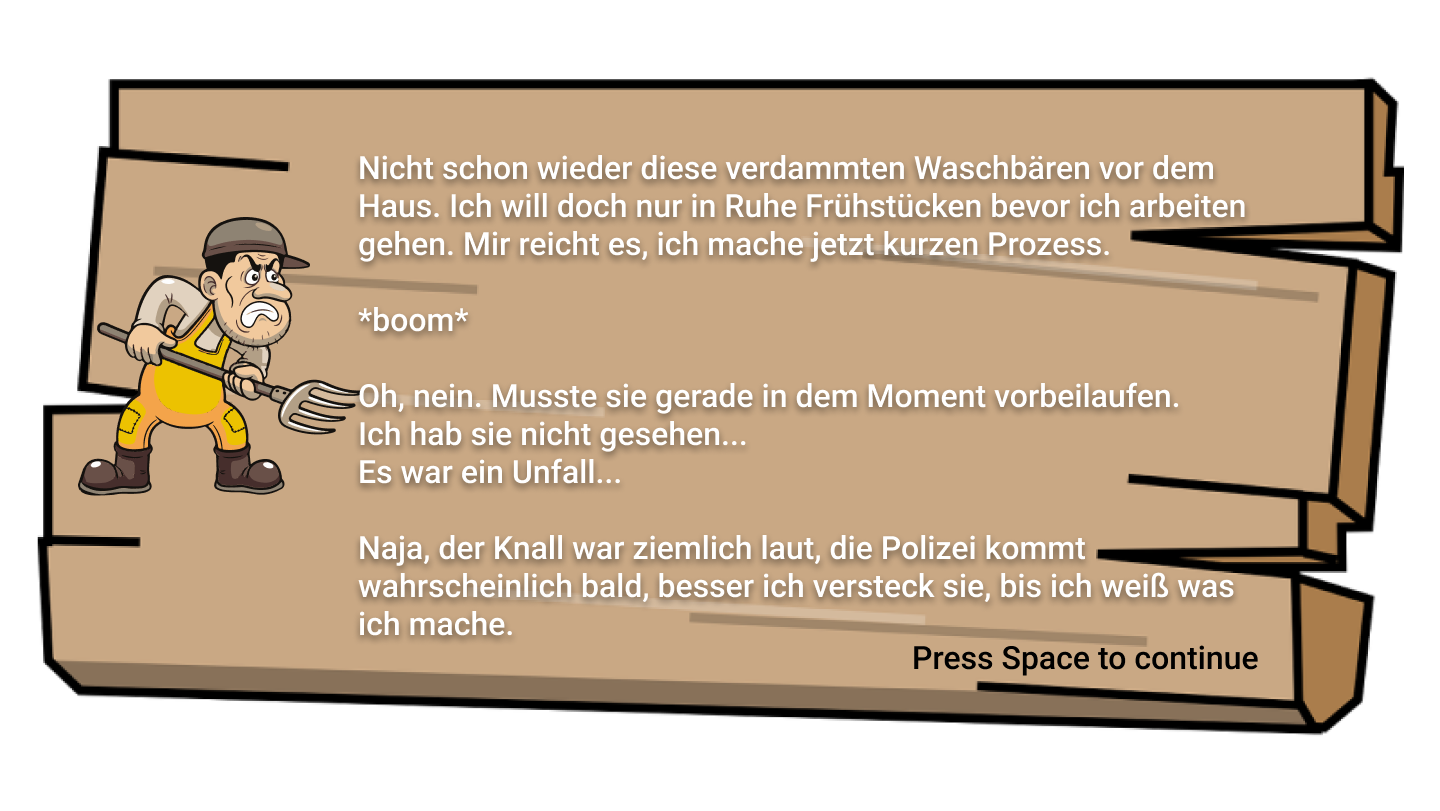 Nicht schon wieder diese verdammten Waschbären vor dem
Haus. Ich will doch nur in Ruhe Frühstücken bevor ich arbeiten
gehen. Mir reicht es, ich mache jetzt kurzen Prozess.
*boom*
Oh, nein. Musste sie gerade in dem Moment vorbeilaufen.
Ich hab sie nicht gesehen...
Es war ein Unfall...
Naja, der Knall war ziemlich laut, die Polizei kommt
wahrscheinlich bald, besser ich versteck sie, bis ich weiß was
ich mache.
Press Space to continue